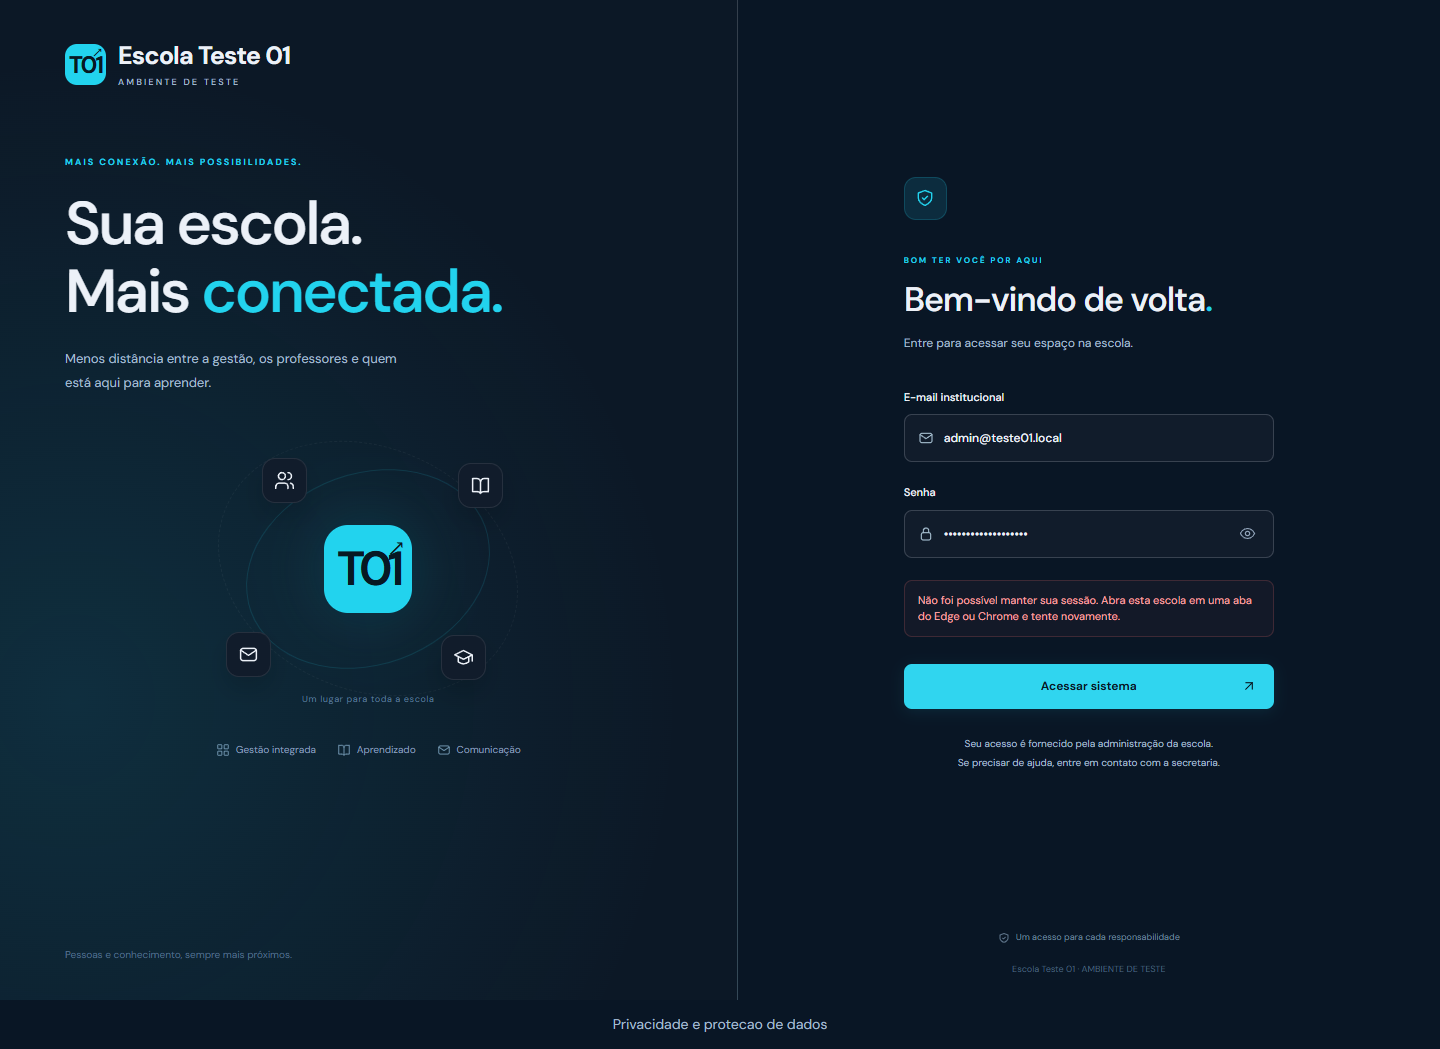 T01
Escola Teste 01
AMBIENTE DE TESTE
MAIS CONEXÃO. MAIS POSSIBILIDADES.
Sua escola.
Mais conectada.
Menos distância entre a gestão, os professores e quem
está aqui para aprender.
T01
Um lugar para toda a escola
Gestão integrada
Aprendizado
Comunicação
Pessoas e conhecimento, sempre mais próximos.
BOM TER VOCÊ POR AQUI
Bem-vindo de volta.
Entre para acessar seu espaço na escola.
E-mail institucional
admin@teste01.local
Senha
•••••••••••••••••••
Não foi possível manter sua sessão. Abra esta escola em uma aba
do Edge ou Chrome e tente novamente.
Acessar sistema
Seu acesso é fornecido pela administração da escola.
Se precisar de ajuda, entre em contato com a secretaria.
Um acesso para cada responsabilidade
Escola Teste 01 · AMBIENTE DE TESTE
Privacidade e protecao de dados